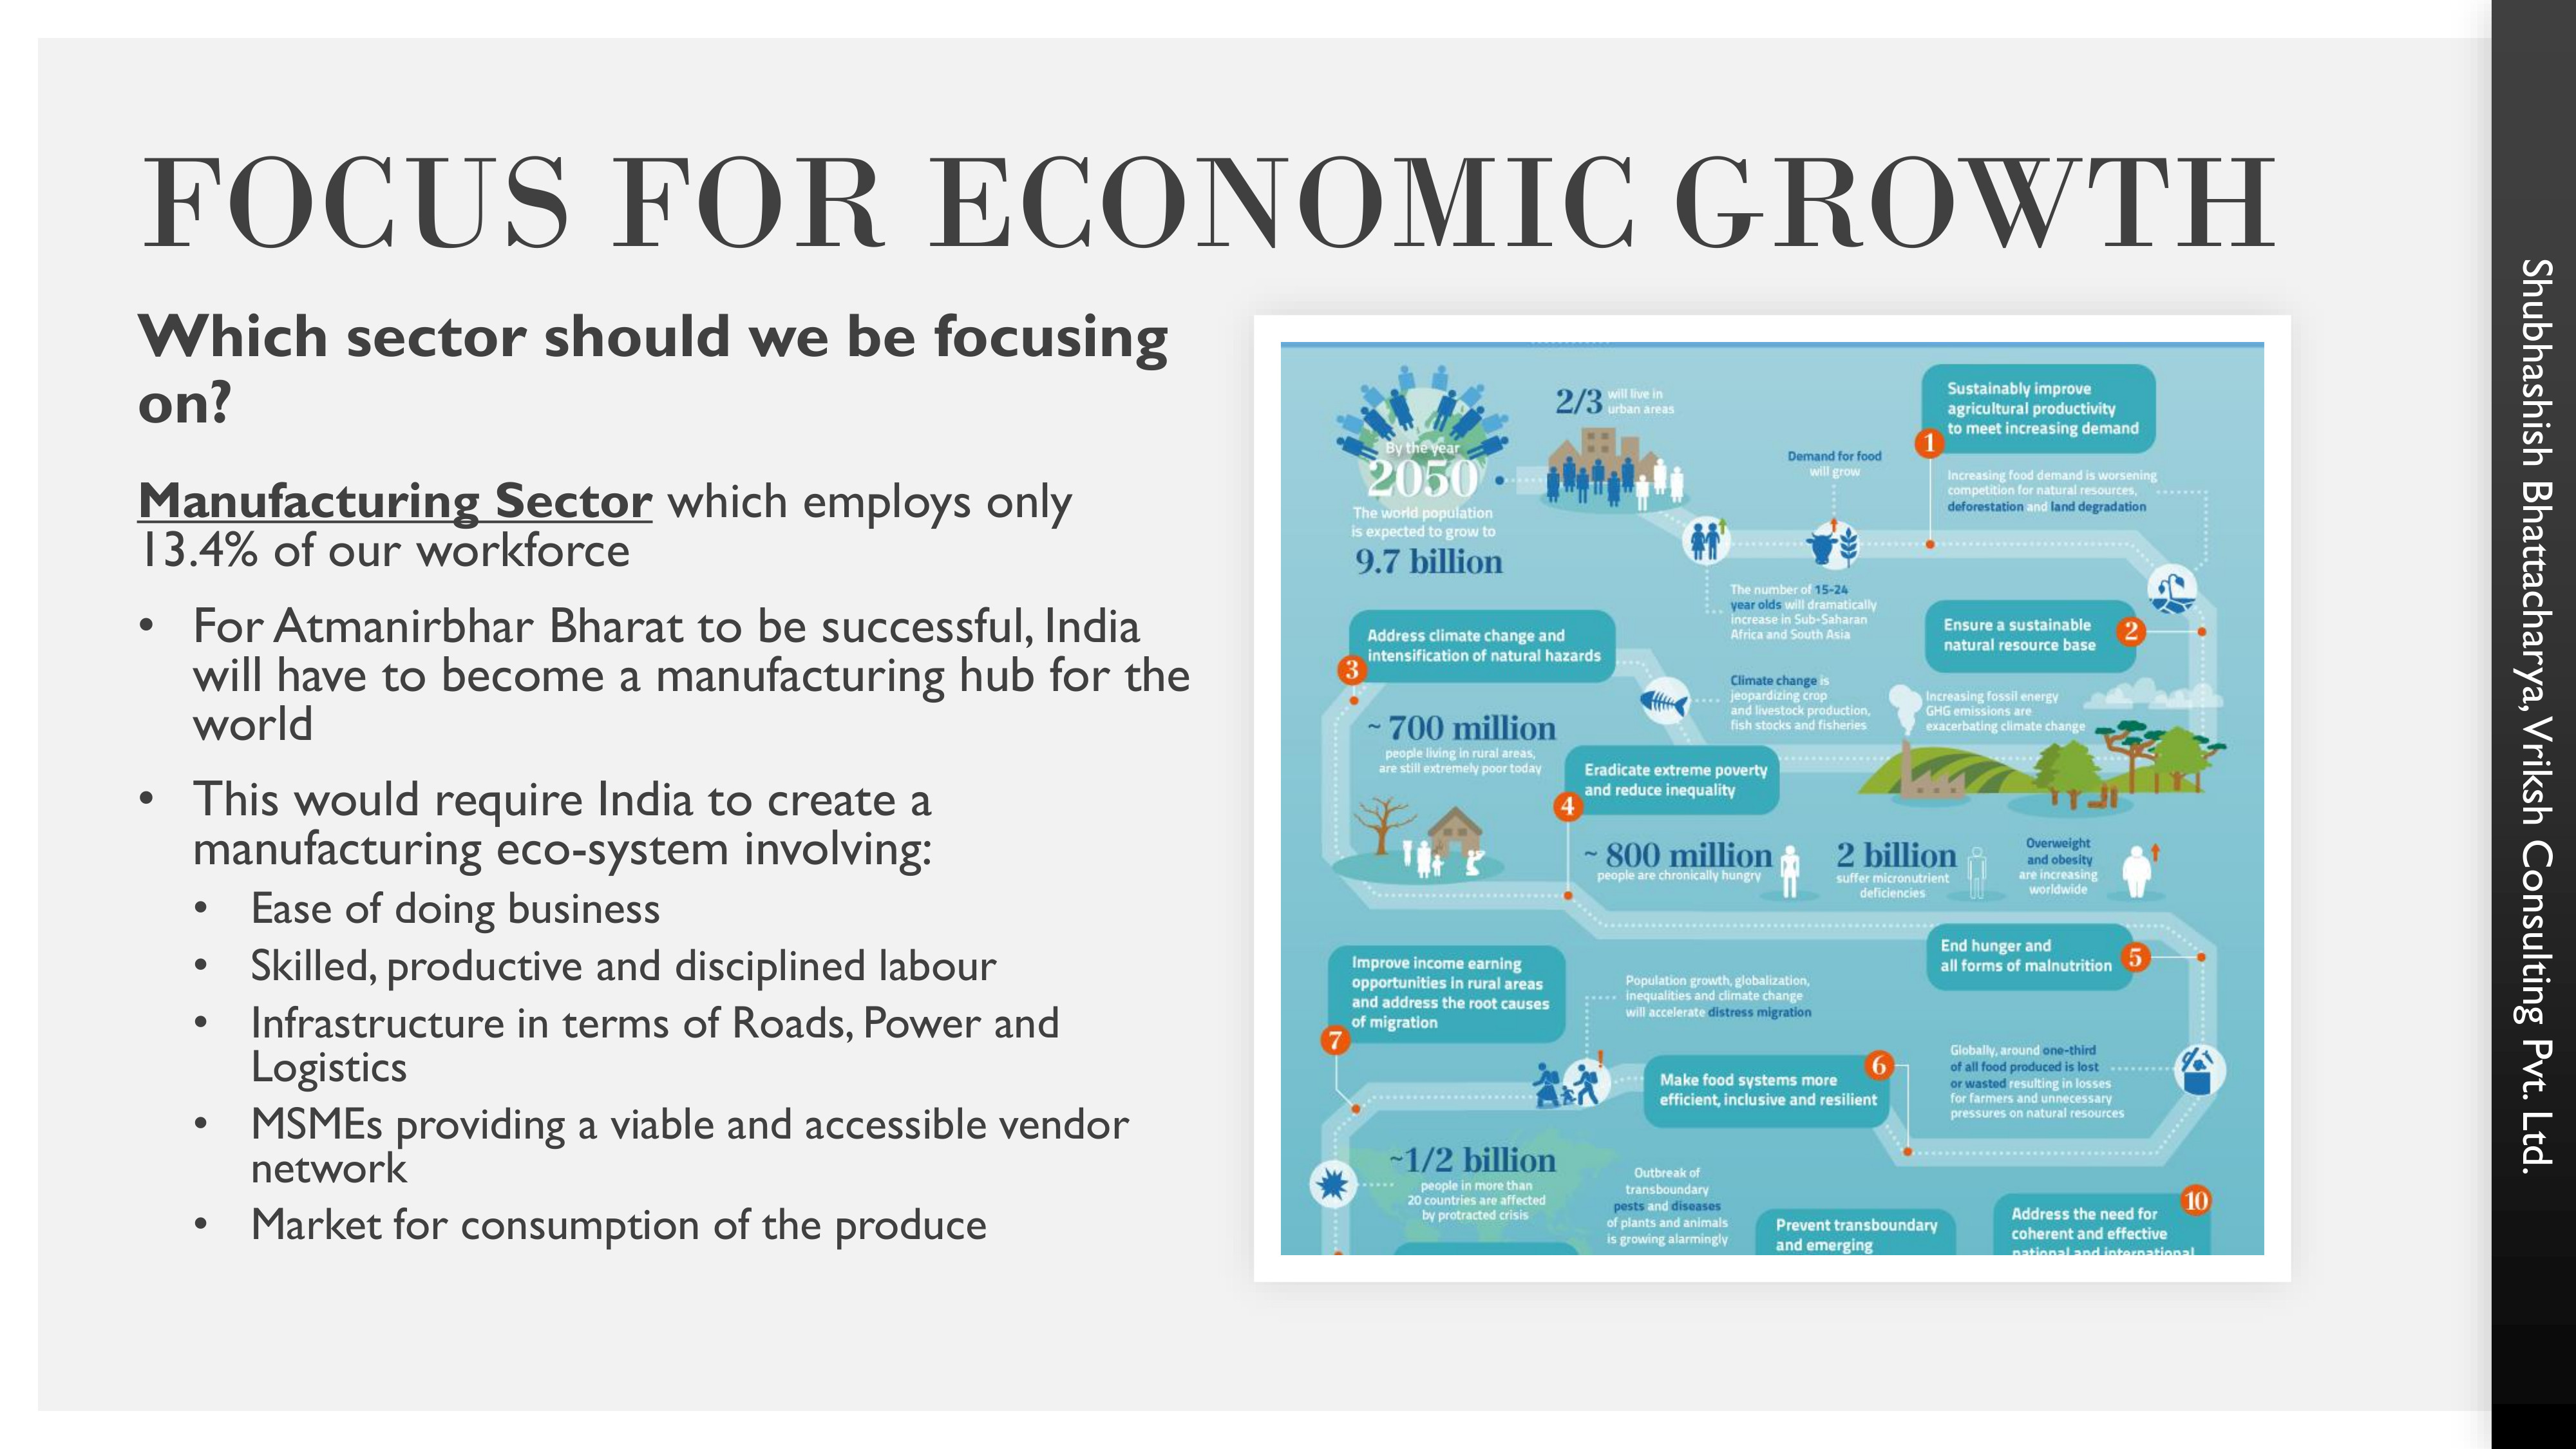 FOCUS FOR ECONOMIC GROWTH
Which sector should we be focusing
on?
Manufacturing Sector which employs only
13.4% of our workforce
• For Atmanirbhar Bharat to be successful, India
will have to become a manufacturing hub for the
world
• This would require India to create a
manufacturing eco-system involving:
• Ease of doing business
• Skilled, productive and disciplined labour
• Infrastructure in terms of Roads, Power and
Logistics
• MSMEs providing a viable and accessible vendor
network
• Market for consumption of the produce
By the year
2050
The world population
is expected to grow to
9.7 billion
2/3 will live in
urban areas
Demand for food
will grow
Sustainably improve
agricultural productivity
to meet increasing demand
1
Increasing food demand is worsening
competition for natural resources,
deforestation and land degradation
The number of 15-24
year olds will dramatically
increase in Sub-Saharan
Africa and South Asia
Ensure a sustainable
natural resource base
2
Address climate change and
intensification of natural hazards
3
Climate change is
jeopardizing crop
and livestock production,
fish stocks and fisheries
Increasing fossil energy
GHG emissions are
exacerbating climate change
~ 700 million
people living in rural areas,
are still extremely poor today
Eradicate extreme poverty
and reduce inequality
4
~ 800 million
people are chronically hungry
2 billion
suffer micronutrient
deficiencies
Overweight
and obesity
are increasing
worldwide
End hunger and
all forms of malnutrition
5
Improve income earning
opportunities in rural areas
and address the root causes
of migration
7
Population growth, globalization,
inequalities and climate change
will accelerate distress migration
Make food systems more
efficient, inclusive and resilient
6
Globally, around one-third
of all food produced is lost
or wasted resulting in losses
for farmers and unnecessary
pressures on natural resources
~1/2 billion
people in more than
20 countries are affected
by protracted crisis
Outbreak of
transboundary
pests and diseases
of plants and animals
is growing alarmingly
Prevent transboundary
and emerging
10
Address the need for
coherent and effective
national and international
Shubhashish Bhattacharya, Vriksh Consulting Pvt. Ltd.